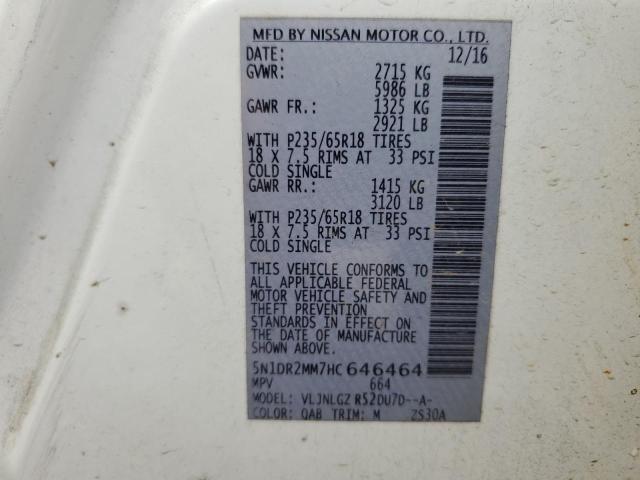 MFD BY NISSAN MOTOR CO., LTD.
DATE: 12/16
GVWR: 2715 KG
5986 LB
GAWR FR.: 1325 KG
2921 LB
WITH P235/65R18 TIRES
18 X 7.5 RIMS AT 33 PSI
COLD SINGLE
GAWR RR.: 1415 KG
3120 LB
WITH P235/65R18 TIRES
18 X 7.5 RIMS AT 33 PSI
COLD SINGLE
THIS VEHICLE CONFORMS TO
ALL APPLICABLE FEDERAL
MOTOR VEHICLE SAFETY AND
THEFT PREVENTION
STANDARDS IN EFFECT ON
THE DATE OF MANUFACTURE
SHOWN ABOVE.
5N1DR2MM7HC646464
MPV 664
MODEL: VLJNLGZ R52DU7D--A-
COLOR: QAB TRIM: M ZS30A